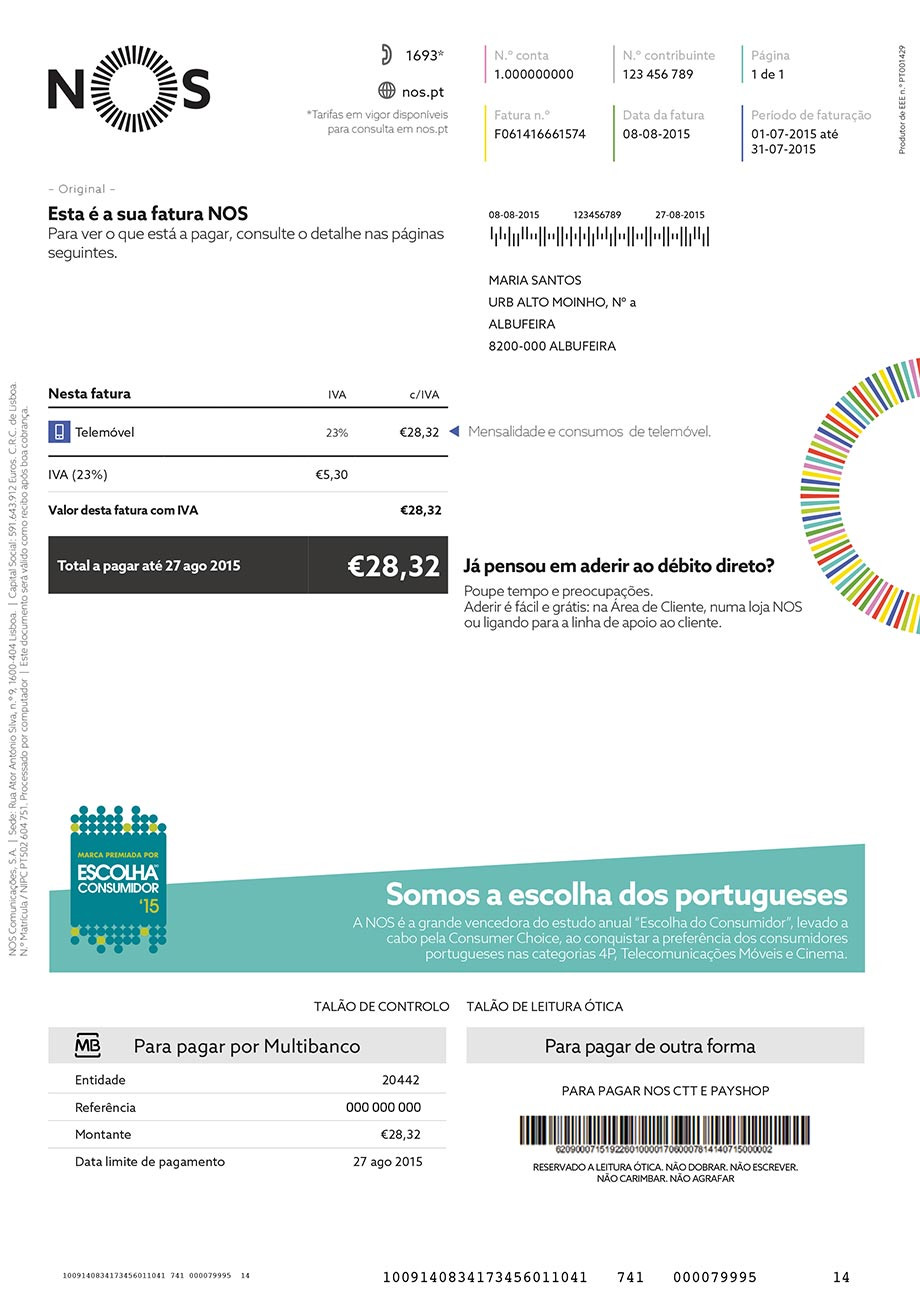 NOS
1693*
nos.pt
*Tarifas em vigor disponíveis
para consulta em nos.pt
N.º conta
1.000000000
N.º contribuinte
123 456 789
Página
1 de 1
Fatura n.º
F061416661574
Data da fatura
08-08-2015
Período de faturação
01-07-2015 até
31-07-2015
Produtor de EEE n.º PT001429
– Original –
Esta é a sua fatura NOS
Para ver o que está a pagar, consulte o detalhe nas páginas
seguintes.
08-08-2015 123456789 27-08-2015
MARIA SANTOS
URB ALTO MOINHO, Nº a
ALBUFEIRA
8200-000 ALBUFEIRA
Nesta fatura IVA c/IVA
Telemóvel 23% €28,32
Mensalidade e consumos de telemóvel.
IVA (23%) €5,30
Valor desta fatura com IVA €28,32
Total a pagar até 27 ago 2015 €28,32
Já pensou em aderir ao débito direto?
Poupe tempo e preocupações.
Aderir é fácil e grátis: na Área de Cliente, numa loja NOS
ou ligando para a linha de apoio ao cliente.
NOS Comunicações, S.A. | Sede: Rua Ator António Silva, n.º 9, 1600-404 Lisboa. | Capital Social: 591.643.912 Euros. C.R.C. de Lisboa.
N.º Matrícula / NIPC PT502 604 751. Processado por computador | Este documento será válido como recibo após boa cobrança.
MARCA PREMIADA POR
ESCOLHA
CONSUMIDOR
'15
Somos a escolha dos portugueses
A NOS é a grande vencedora do estudo anual “Escolha do Consumidor”, levado a
cabo pela Consumer Choice, ao conquistar a preferência dos consumidores
portugueses nas categorias 4P, Telecomunicações Móveis e Cinema.
TALÃO DE CONTROLO
TALÃO DE LEITURA ÓTICA
MB Para pagar por Multibanco
Entidade 20442
Referência 000 000 000
Montante €28,32
Data limite de pagamento 27 ago 2015
Para pagar de outra forma
PARA PAGAR NOS CTT E PAYSHOP
RESERVADO A LEITURA ÓTICA. NÃO DOBRAR. NÃO ESCREVER.
NÃO CARIMBAR. NÃO AGRAFAR
1009140834173456011041 741 000079995 14
1009140834173456011041 741 000079995 14